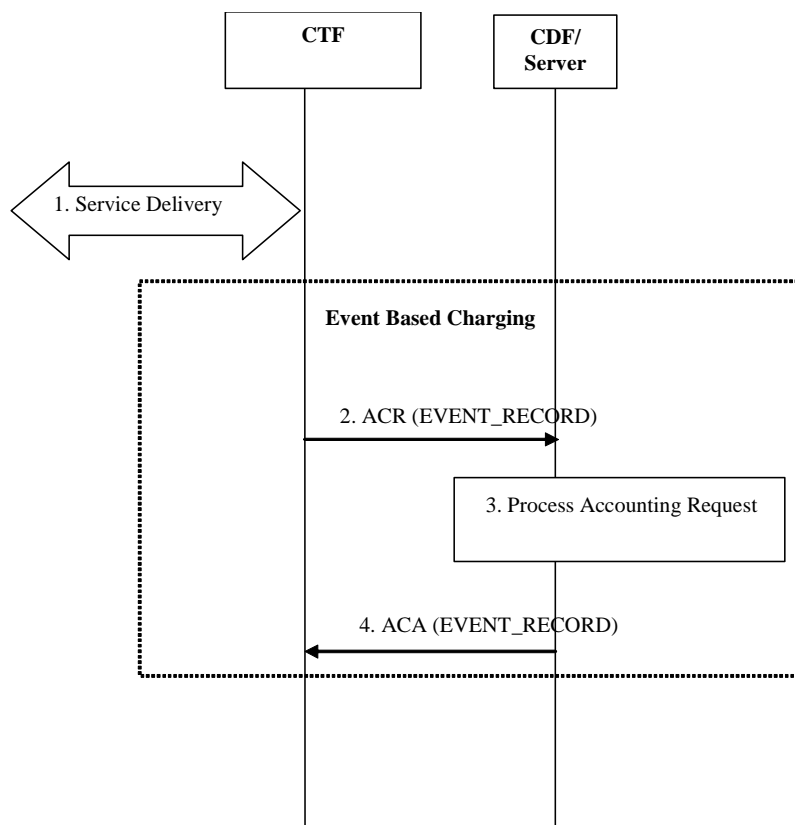 CTF
CDF/
Server
1. Service Delivery
Event Based Charging
2. ACR (EVENT_RECORD)
3. Process Accounting Request
4. ACA (EVENT_RECORD)